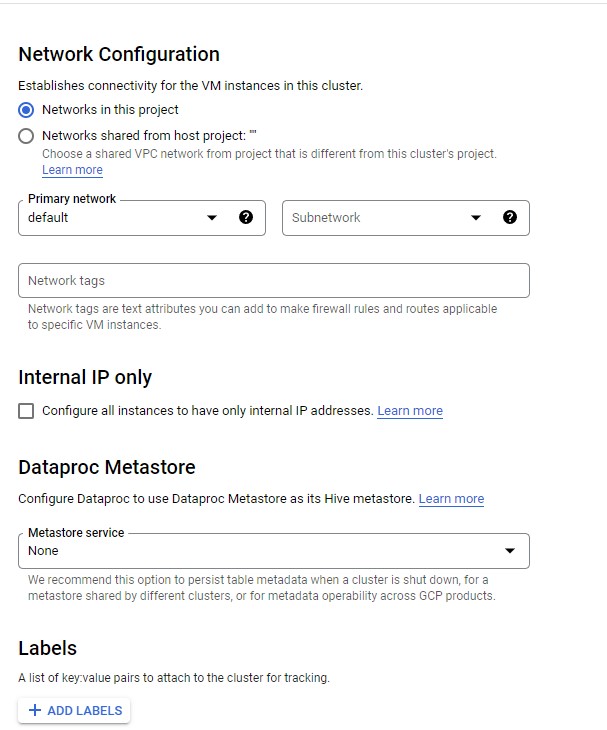 Network Configuration
Establishes connectivity for the VM instances in this cluster.
Networks in this project
Networks shared from host project: ""
Choose a shared VPC network from project that is different from this cluster's project.
Learn more
Primary network
default
Subnetwork
Network tags
Network tags are text attributes you can add to make firewall rules and routes applicable
to specific VM instances.
Internal IP only
Configure all instances to have only internal IP addresses. Learn more
Dataproc Metastore
Configure Dataproc to use Dataproc Metastore as its Hive metastore. Learn more
Metastore service
None
We recommend this option to persist table metadata when a cluster is shut down, for a
metastore shared by different clusters, or for metadata operability across GCP products.
Labels
A list of key:value pairs to attach to the cluster for tracking.
+ ADD LABELS